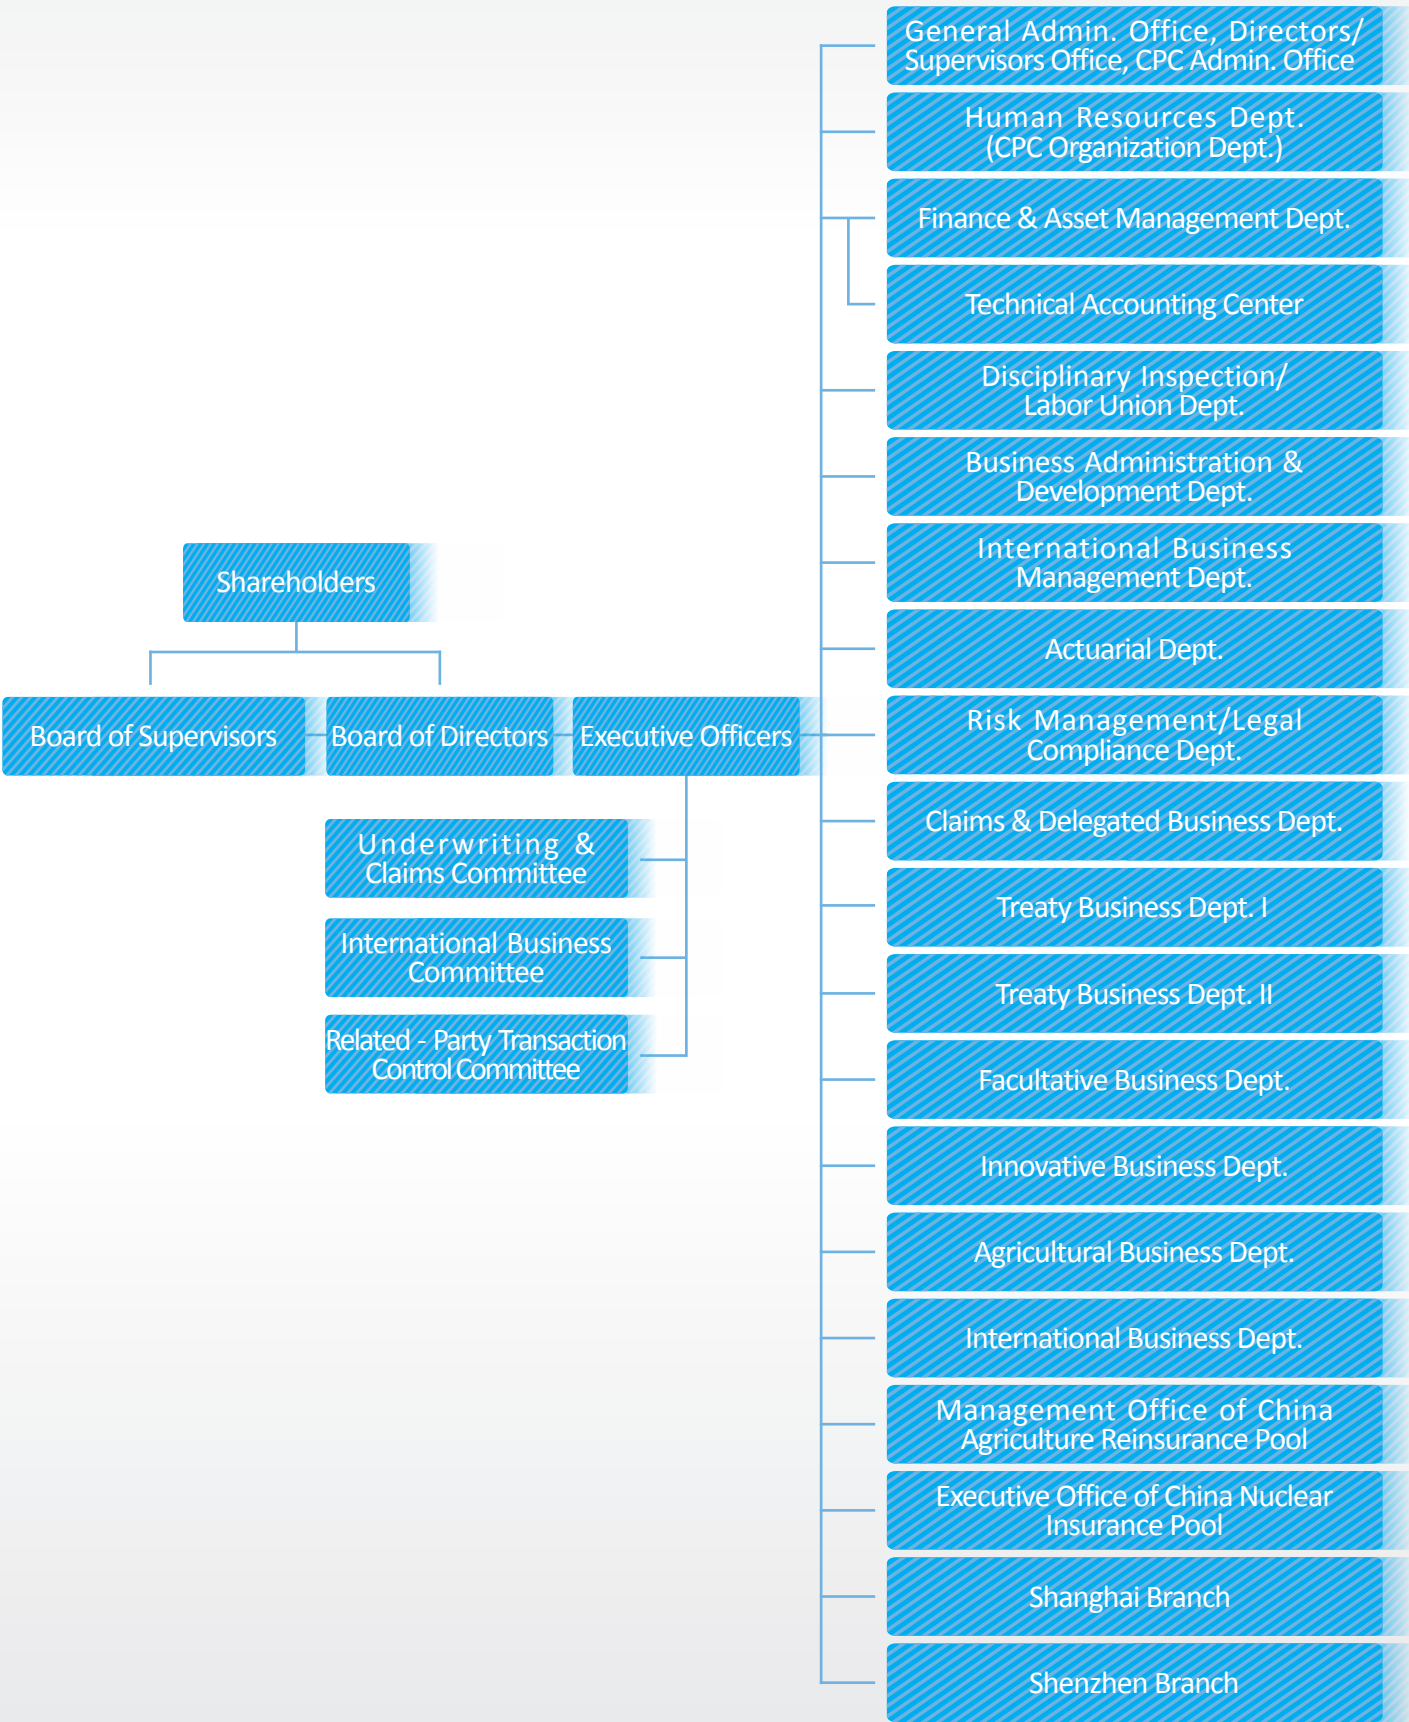 Shareholders
Board of Supervisors
Board of Directors
Executive Officers
Underwriting &
Claims Committee
International Business
Committee
Related - Party Transaction
Control Committee
General Admin. Office, Directors/
Supervisors Office, CPC Admin. Office
Human Resources Dept.
(CPC Organization Dept.)
Finance & Asset Management Dept.
Technical Accounting Center
Disciplinary Inspection/
Labor Union Dept.
Business Administration &
Development Dept.
International Business
Management Dept.
Actuarial Dept.
Risk Management/Legal
Compliance Dept.
Claims & Delegated Business Dept.
Treaty Business Dept. I
Treaty Business Dept. II
Facultative Business Dept.
Innovative Business Dept.
Agricultural Business Dept.
International Business Dept.
Management Office of China
Agriculture Reinsurance Pool
Executive Office of China Nuclear
Insurance Pool
Shanghai Branch
Shenzhen Branch